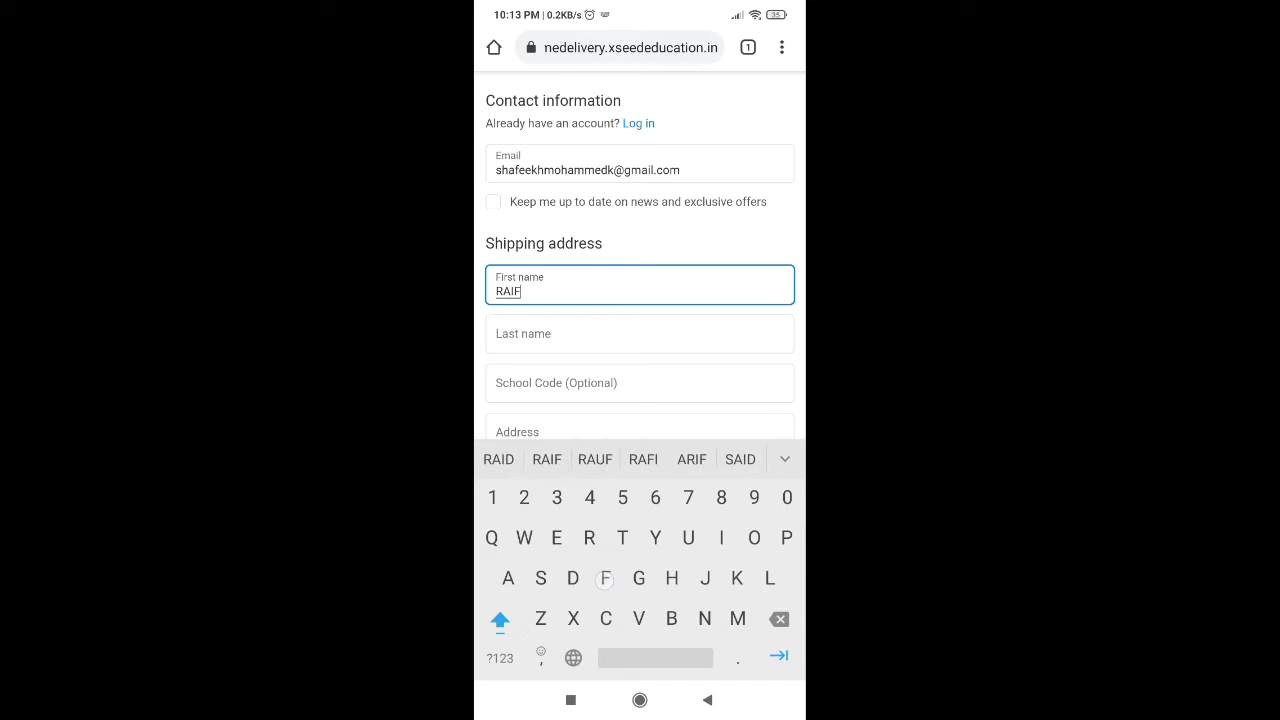 10:13 PM | 0.2KB/s 35
nedelivery.xseededucation.in 1
Contact information
Already have an account? Log in
Email
shafeekhmohammedk@gmail.com
Keep me up to date on news and exclusive offers
Shipping address
First name
RAIF
Last name
School Code (Optional)
Address
RAID RAIF RAUF RAFI ARIF SAID
1 2 3 4 5 6 7 8 9 0
Q W E R T Y U I O P
A S D F G H J K L
Z X C V B N M
?123 , .